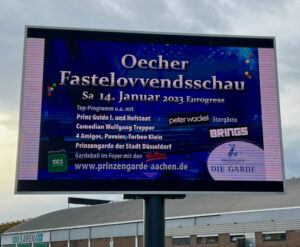 Oecher
Fastelovvendsschau
Sa 14. Januar 2023 Eurogress
Top-Programm u.a. mit
Prinz Guido I. und Hofstaat
Comedian Wolfgang Trepper
4 Amigos, Paveier, Torben Klein
Prinzengarde der Stadt Düsseldorf
Gardeball im Foyer mit den
www.prinzengarde-aachen.de
peter wackel
Stargäste
BRINGS
DIE GARDE
100,5